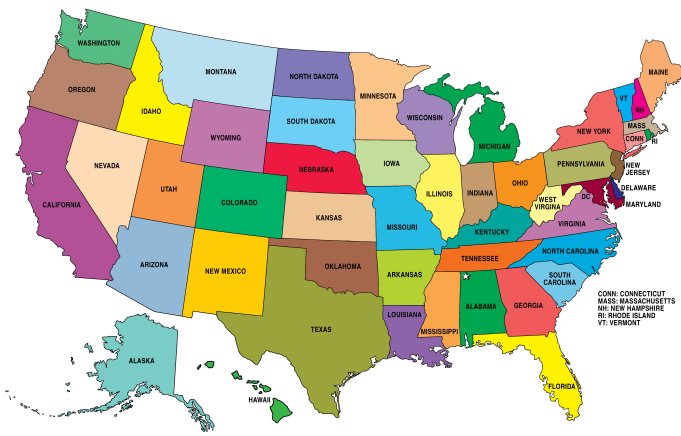 WASHINGTON
OREGON
IDAHO
MONTANA
NORTH DAKOTA
MINNESOTA
WISCONSIN
MICHIGAN
MAINE
VT
NH
MASS
CONN
RI
NEW YORK
SOUTH DAKOTA
WYOMING
NEVADA
UTAH
COLORADO
NEBRASKA
IOWA
ILLINOIS
INDIANA
OHIO
PENNSYLVANIA
NEW
JERSEY
DELAWARE
MARYLAND
DC
WEST
VIRGINA
VIRGINIA
CALIFORNIA
KANSAS
MISSOURI
KENTUCKY
NORTH CAROLINA
TENNESSEE
SOUTH
CAROLINA
ARIZONA
NEW MEXICO
OKLAHOMA
ARKANSAS
TEXAS
LOUISIANA
MISSISSIPPI
ALABAMA
GEORGIA
FLORIDA
ALASKA
HAWAII
CONN: CONNECTICUT
MASS: MASSACHUSETTS
NH: NEW HAMPSHIRE
RI: RHODE ISLAND
VT: VERMONT